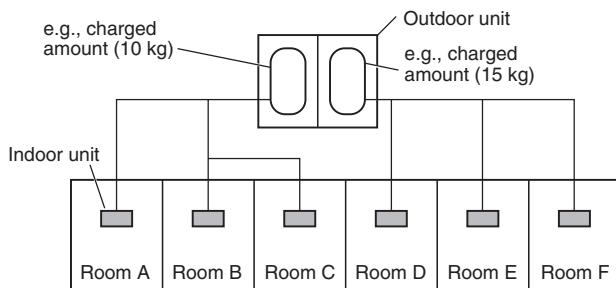 e.g., charged
amount (10 kg)
Outdoor unit
e.g., charged
amount (15 kg)
Indoor unit
Room A
Room B
Room C
Room D
Room E
Room F